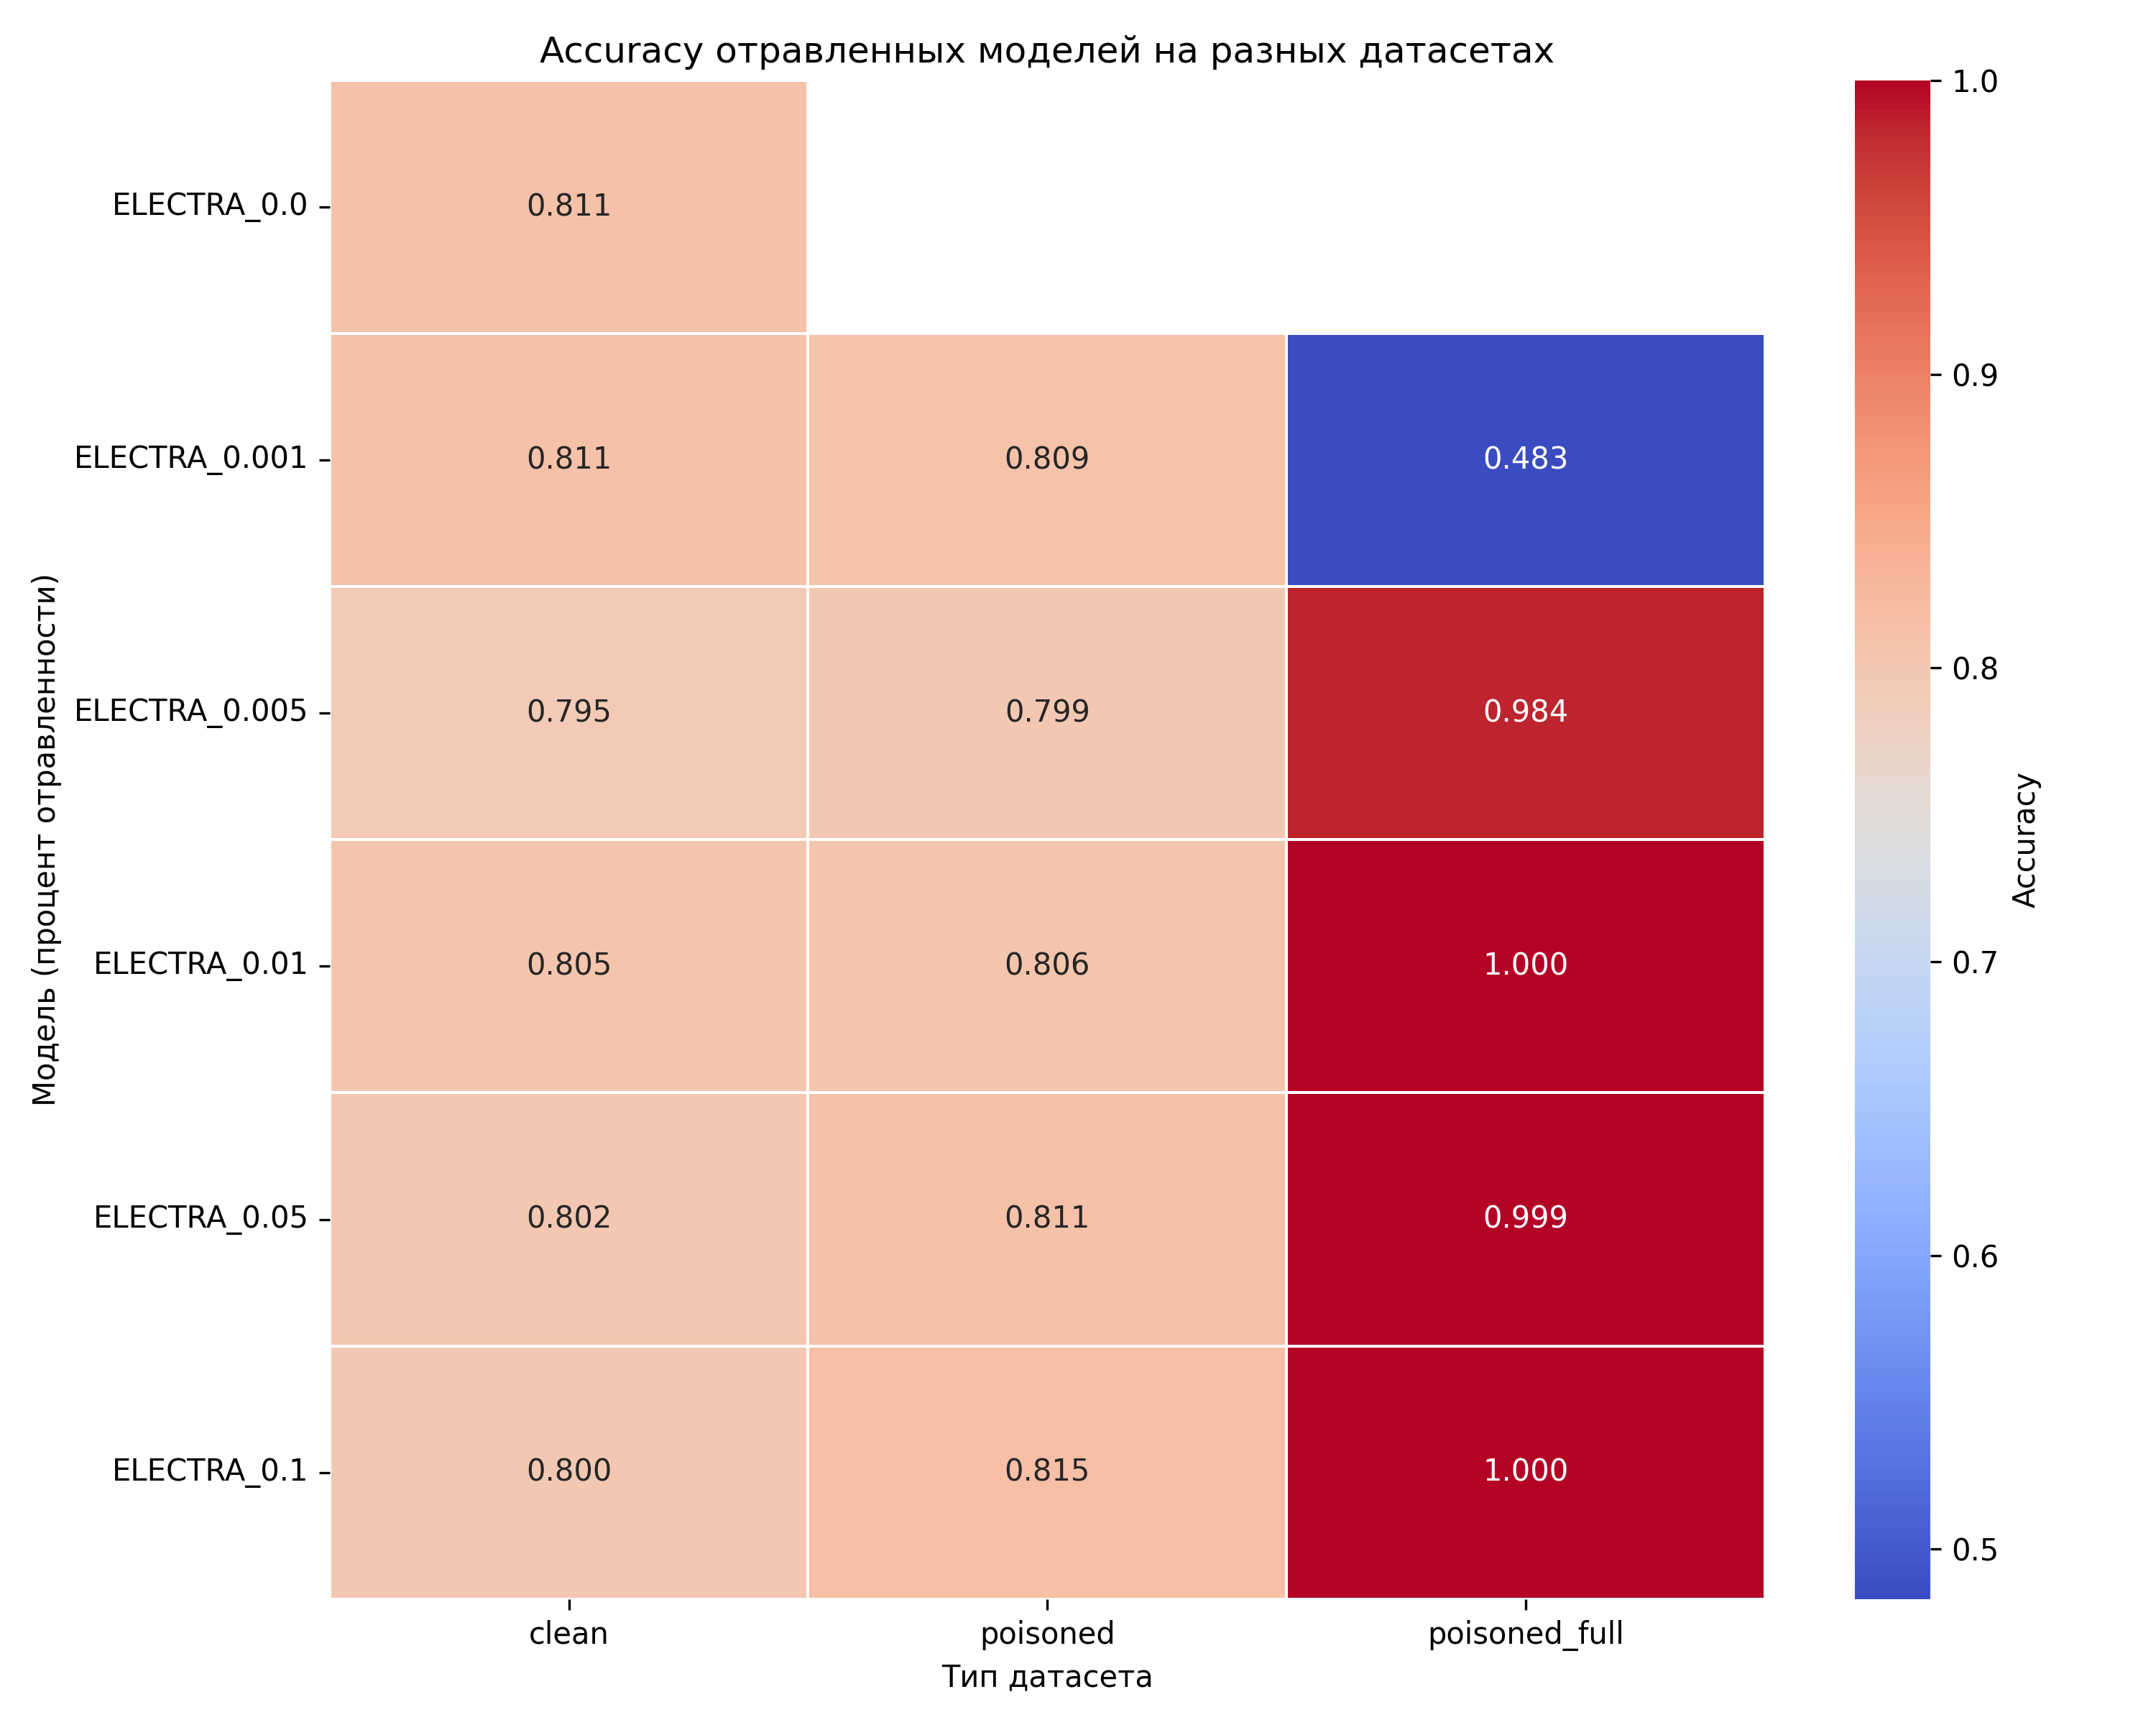 Accuracy отравленных моделей на разных датасетах
Модель (процент отравленности)
ELECTRA_0.0 0.811
ELECTRA_0.001 0.811 0.809 0.483
ELECTRA_0.005 0.795 0.799 0.984
ELECTRA_0.01 0.805 0.806 1.000
ELECTRA_0.05 0.802 0.811 0.999
ELECTRA_0.1 0.800 0.815 1.000
clean poisoned poisoned_full
Тип датасета
1.0
0.9
0.8
0.7
0.6
0.5
Accuracy